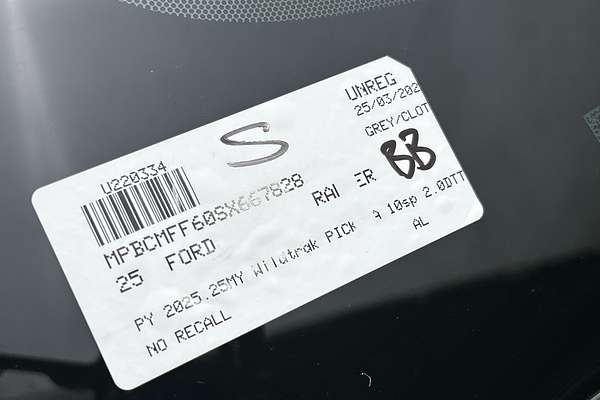 UNREG
25/03/202
GREY/CLOT
S
BB
U220334
MPBCMFF60SX667828
25 FORD RAN ER
PY 2025.25MY Wildtrak PICK A 10sp 2.0DTT
AL
NO RECALL